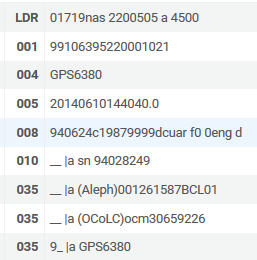 LDR 01719nas 2200505 a 4500
001 99106395220001021
004 GPS6380
005 20140610144040.0
008 940624c19879999dcuar f0 0eng d
010 __ |a sn 94028249
035 __ |a (Aleph)001261587BCL01
035 __ |a (OCoLC)ocm30659226
035 9_ |a GPS6380